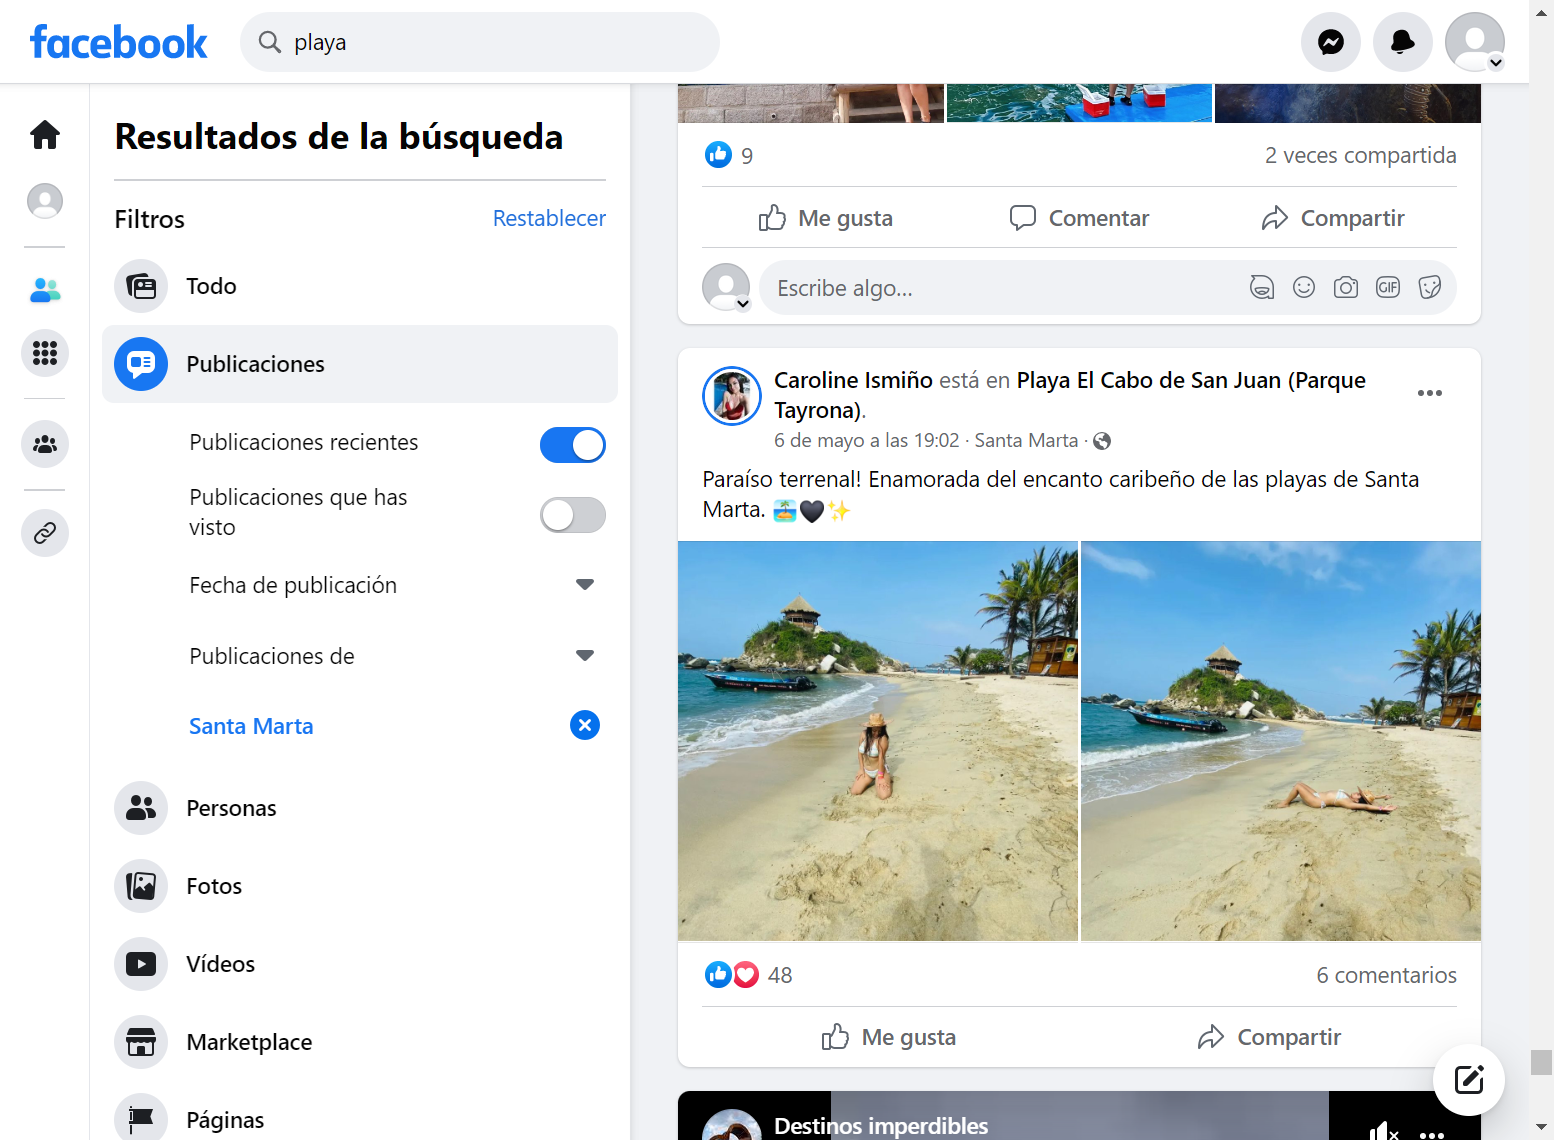 facebook
playa
Resultados de la búsqueda
Filtros
Restablecer
Todo
Publicaciones
Publicaciones recientes
Publicaciones que has
visto
Fecha de publicación
Publicaciones de
Santa Marta
Personas
Fotos
Vídeos
Marketplace
Páginas
9
2 veces compartida
Me gusta
Comentar
Compartir
Escribe algo...
GIF
Caroline Ismiño está en Playa El Cabo de San Juan (Parque
Tayrona).
6 de mayo a las 19:02 · Santa Marta ·
Paraíso terrenal! Enamorada del encanto caribeño de las playas de Santa
Marta. 🏝️🖤✨
48
6 comentarios
Me gusta
Compartir
Destinos imperdibles